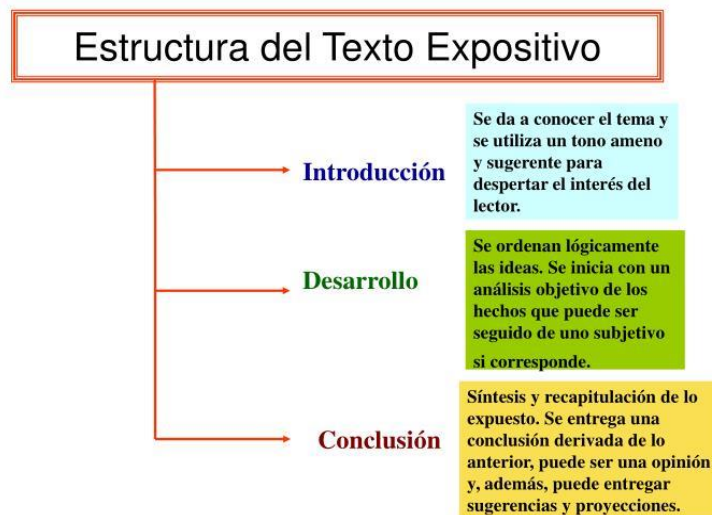 Estructura del Texto Expositivo
Introducción
Se da a conocer el tema y
se utiliza un tono ameno
y sugerente para
despertar el interés del
lector.
Desarrollo
Se ordenan lógicamente
las ideas. Se inicia con un
análisis objetivo de los
hechos que puede ser
seguido de uno subjetivo
si corresponde.
Conclusión
Síntesis y recapitulación de lo
expuesto. Se entrega una
conclusión derivada de lo
anterior, puede ser una opinión
y, además, puede entregar
sugerencias y proyecciones.